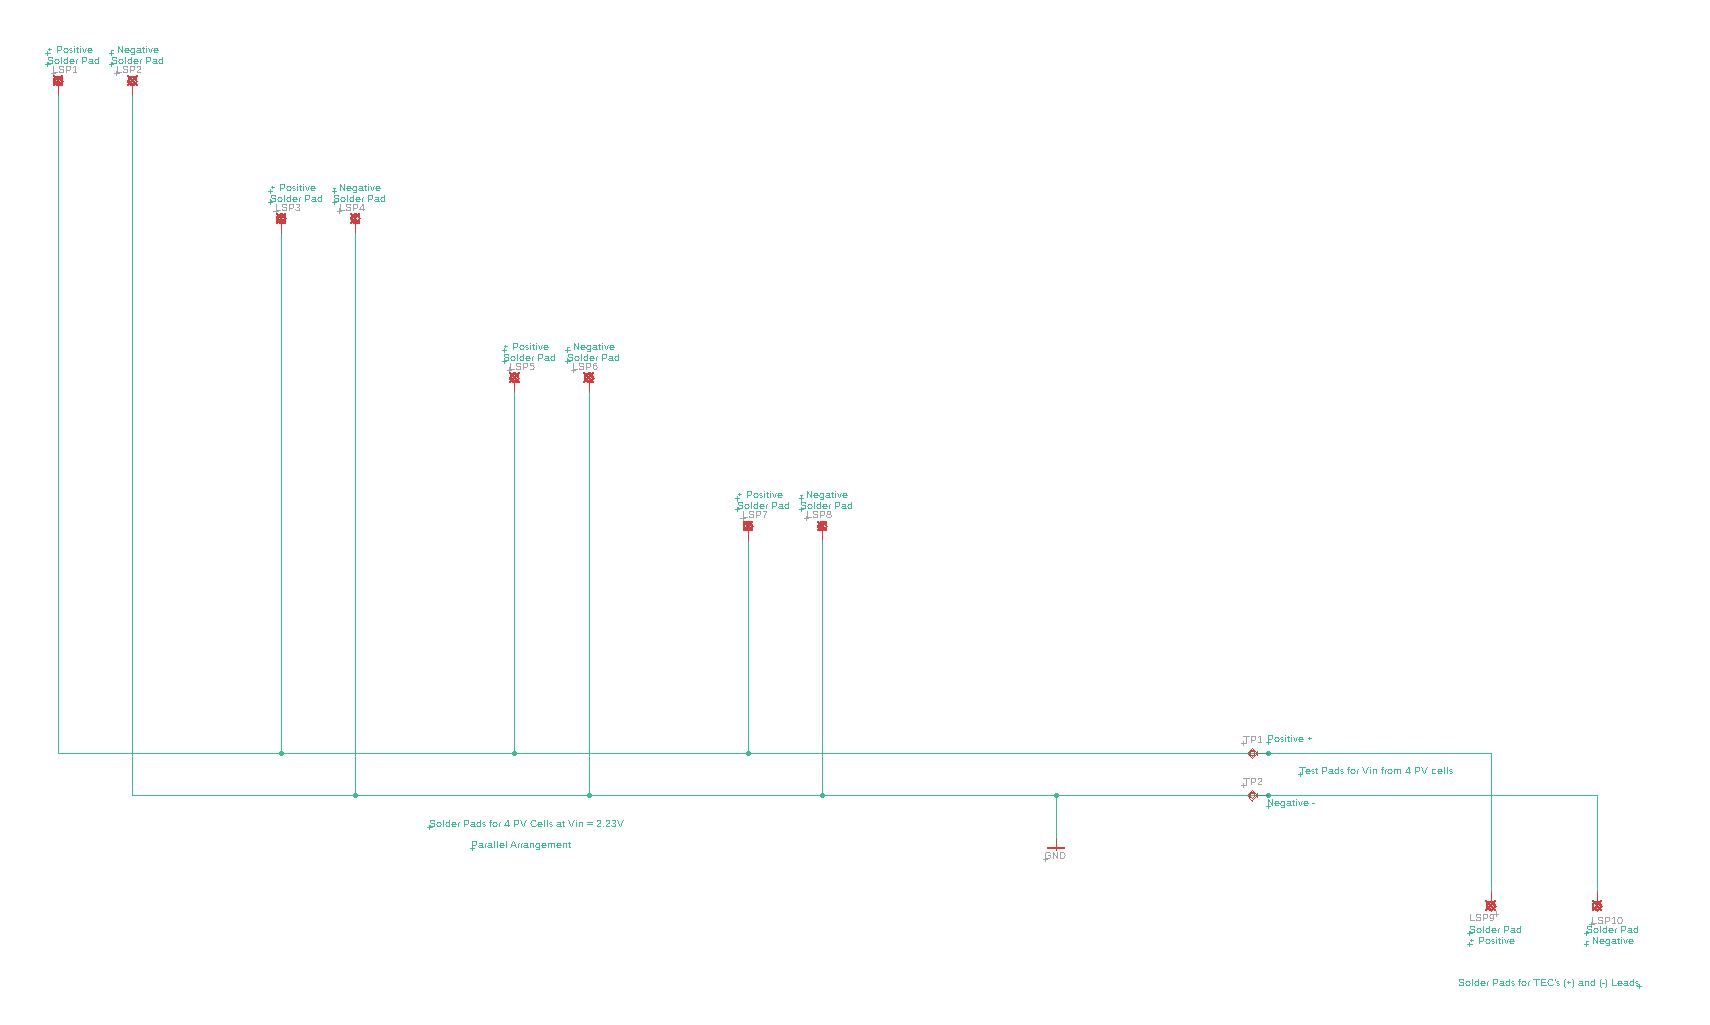 + Positive
Solder Pad
LSP1
- Negative
Solder Pad
LSP2
+ Positive
Solder Pad
LSP3
- Negative
Solder Pad
LSP4
+ Positive
Solder Pad
LSP5
- Negative
Solder Pad
LSP6
+ Positive
Solder Pad
LSP7
- Negative
Solder Pad
LSP8
TP1
Positive +
Test Pads for Vin from 4 PV cells
TP2
Negative -
Solder Pads for 4 PV Cells at Vin = 2.23V
Parallel Arrangement
GND
LSP9
Solder Pad
+ Positive
LSP10
Solder Pad
- Negative
Solder Pads for TEC's (+) and (-) Leads